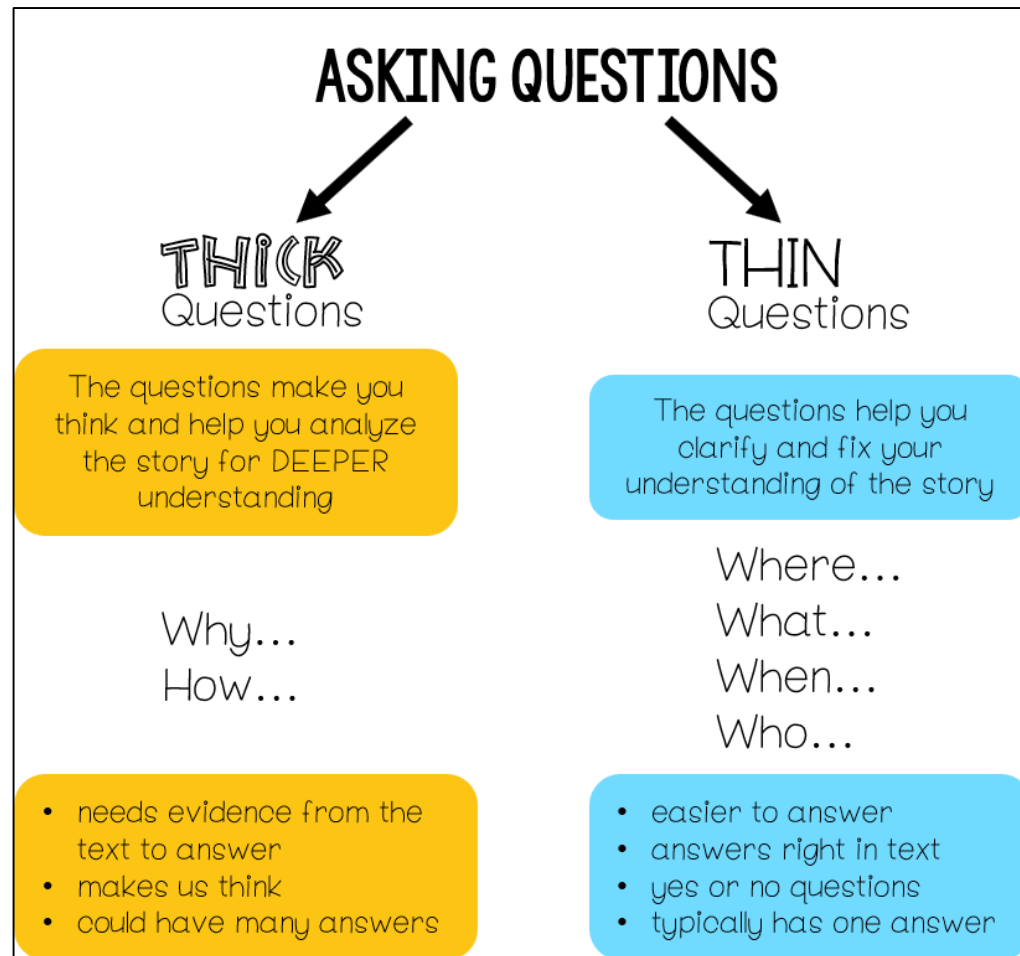 ASKING QUESTIONS
THICK
Questions
The questions make you
think and help you analyze
the story for DEEPER
understanding
Why...
How...
• needs evidence from the
text to answer
• makes us think
• could have many answers
THIN
Questions
The questions help you
clarify and fix your
understanding of the story
Where...
What...
When...
Who...
• easier to answer
• answers right in text
• yes or no questions
• typically has one answer